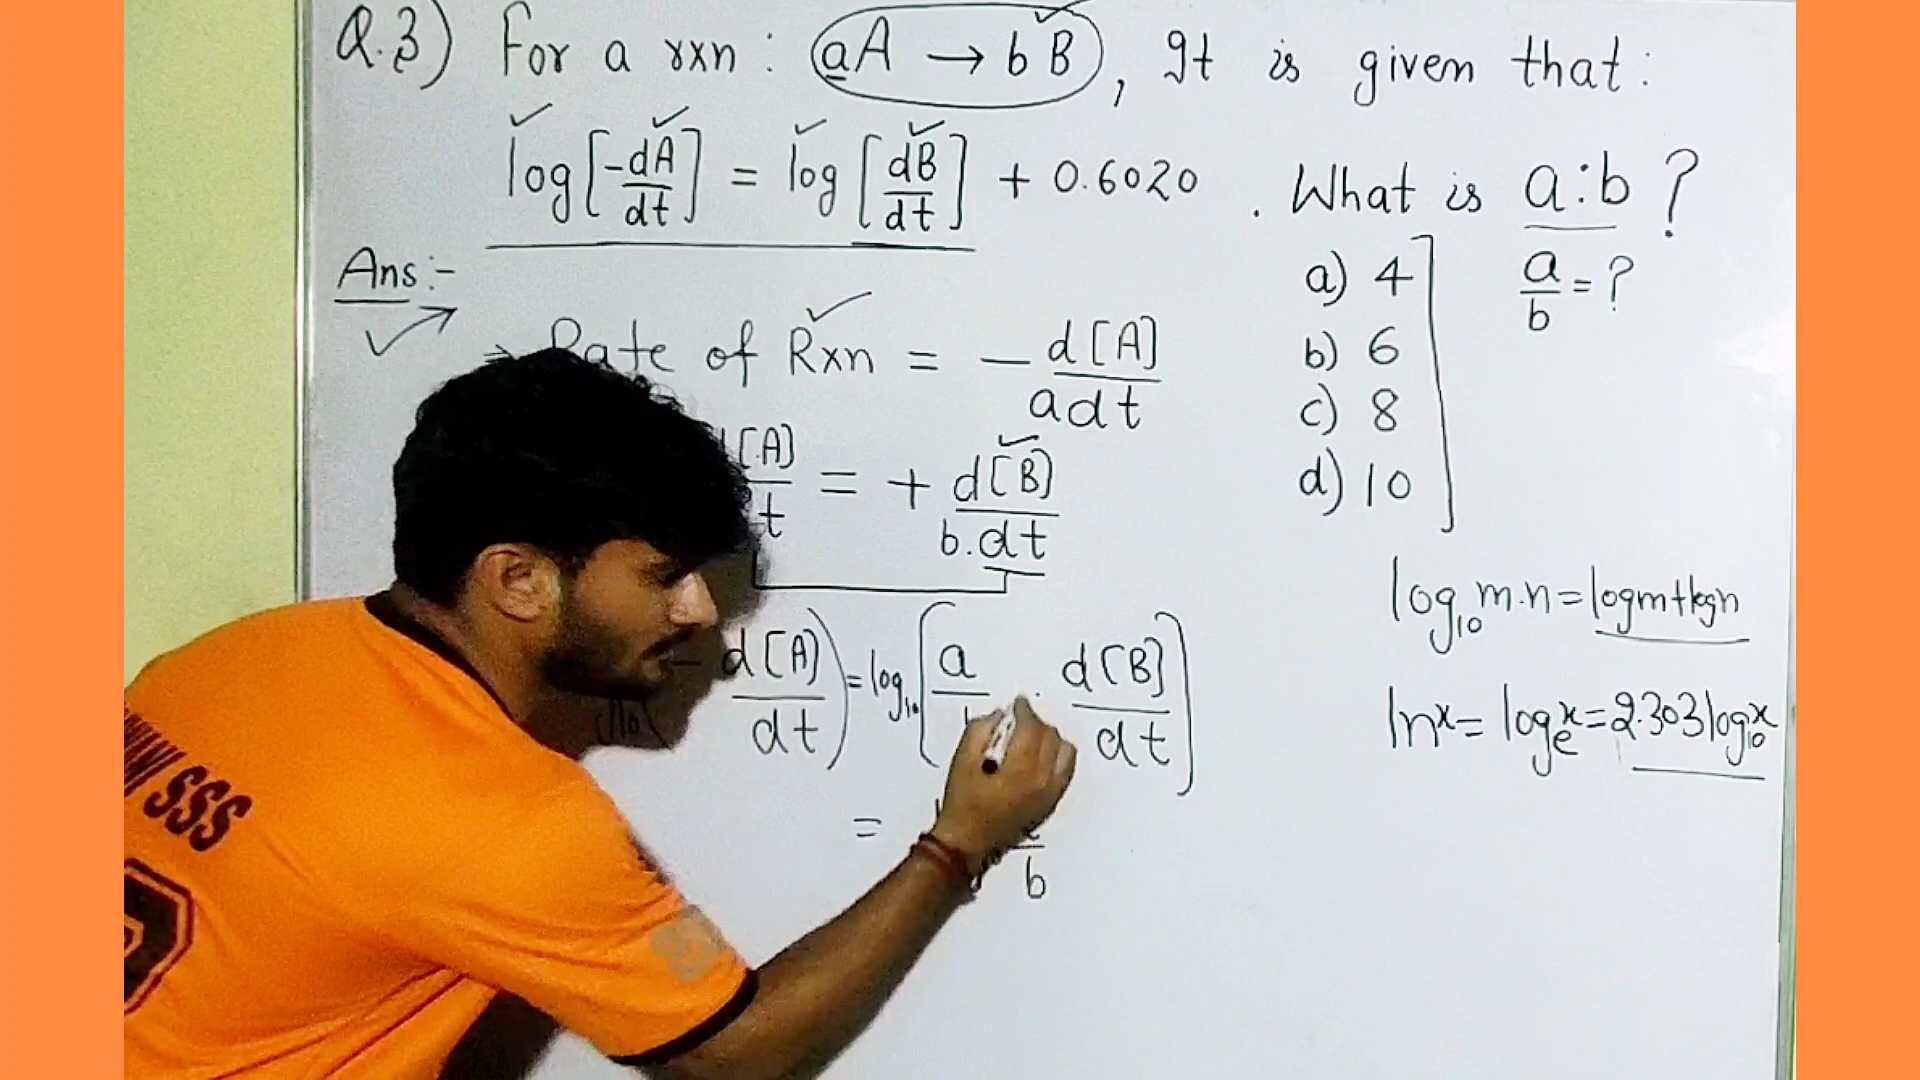 Q.3) For a rxn : aA → bB , It is given that :
log[-dA/dt] = log[dB/dt] + 0.6020 . What is a:b ?
Ans :-
a) 4
a/b = ?
b) 6
c) 8
d) 10
Rate of Rxn = - d[A]/adt
[A] t = + d[B]/b.dt
- d[A]/dt) = log10[a d[B]/dt]
= b
log10 m.n = logm+logn
ln x = log e x = 2.303 log10 x
SSS